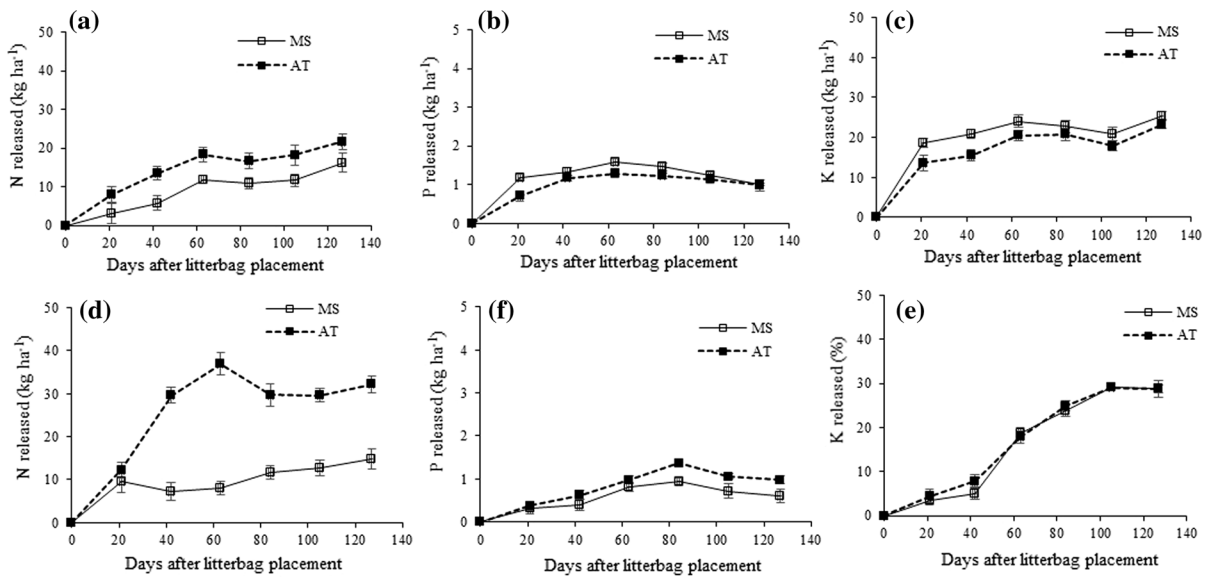 (a)
N released (kg ha-1)
50
40
30
20
10
0
MS
AT
0 20 40 60 80 100 120 140
Days after litterbag placement
(b)
P released (kg ha-1)
5
4
3
2
1
0
MS
AT
0 20 40 60 80 100 120 140
Days after litterbag placement
(c)
K released (kg ha-1)
50
40
30
20
10
0
MS
AT
0 20 40 60 80 100 120 140
Days after litterbag placement
(d)
N released (kg ha-1)
50
40
30
20
10
0
MS
AT
0 20 40 60 80 100 120 140
Days after litterbag placement
(f)
P released (kg ha-1)
5
4
3
2
1
0
MS
AT
0 20 40 60 80 100 120 140
Days after litterbag placement
(e)
K released (%)
50
40
30
20
10
0
MS
AT
0 20 40 60 80 100 120 140
Days after litterbag placement